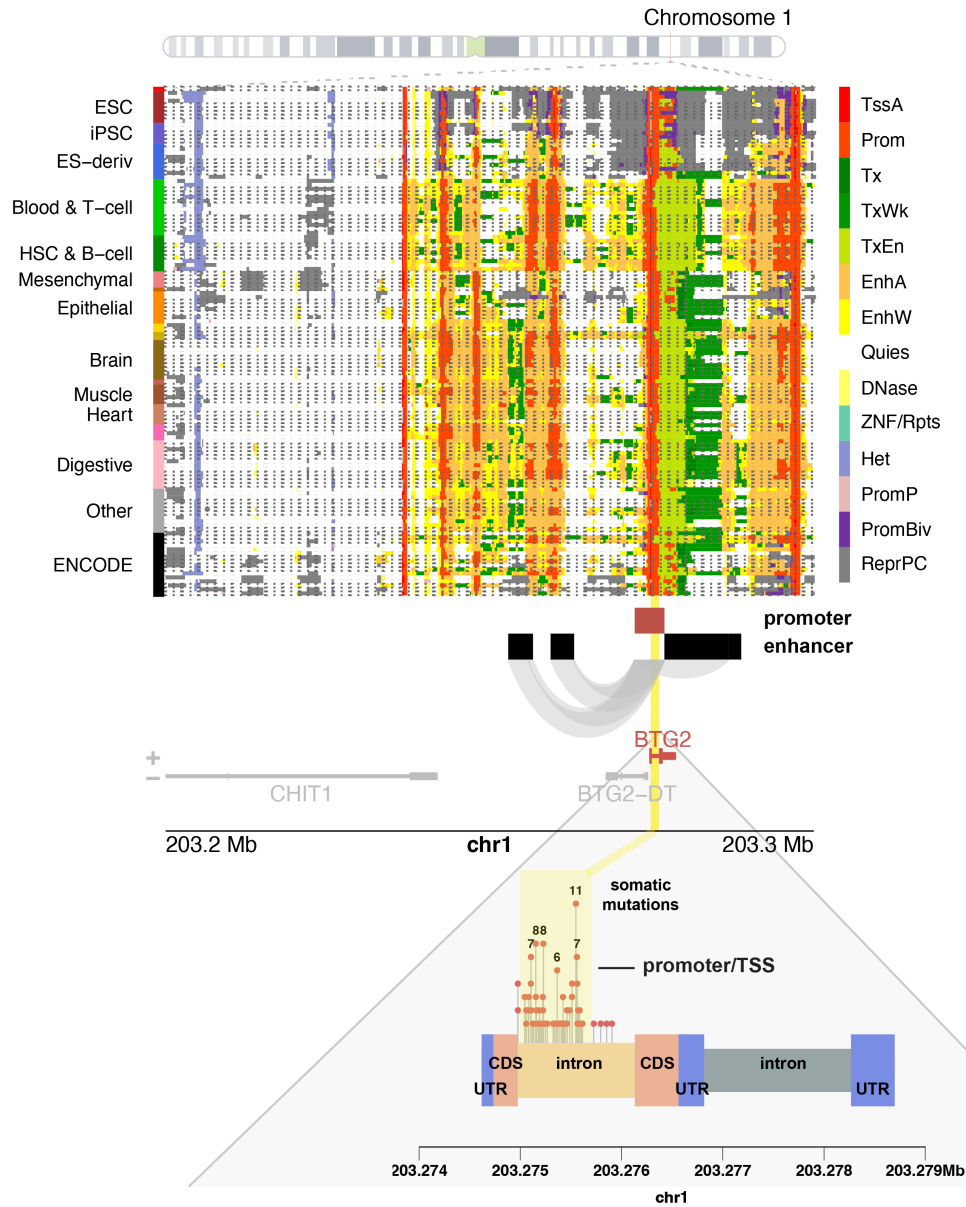 Chromosome 1
ESC
iPSC
ES−deriv
Blood & T−cell
HSC & B−cell
Mesenchymal
Epithelial
Brain
Muscle
Heart
Digestive
Other
ENCODE
TssA
Prom
Tx
TxWk
TxEn
EnhA
EnhW
Quies
DNase
ZNF/Rpts
Het
PromP
PromBiv
ReprPC
promoter
enhancer
BTG2
+
−
CHIT1
BTG2−DT
203.2 Mb
chr1
203.3 Mb
somatic
mutations
11
88
7
7
6
promoter/TSS
CDS
intron
CDS
intron
UTR
UTR
UTR
203.274
203.275
203.276
203.277
203.278
203.279Mb
chr1